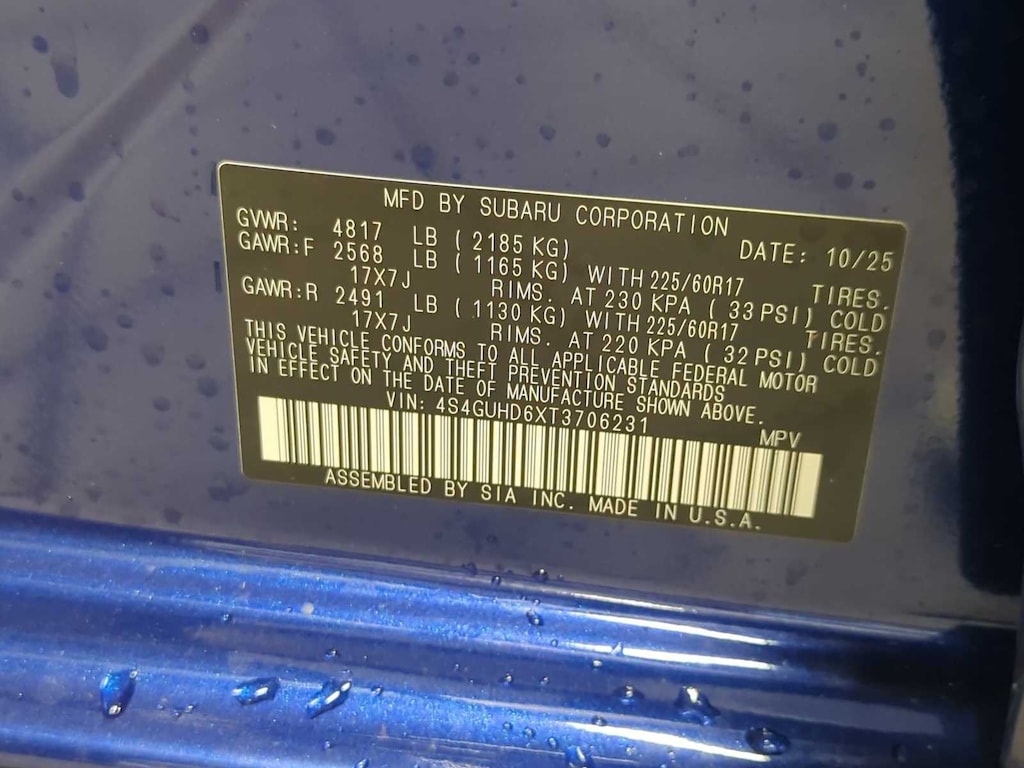 MFD BY SUBARU CORPORATION
GVWR: 4817 LB ( 2185 KG) DATE: 10/25
GAWR:F 2568 LB ( 1165 KG) WITH 225/60R17 TIRES.
17X7J RIMS. AT 230 KPA ( 33 PSI) COLD
GAWR:R 2491 LB ( 1130 KG) WITH 225/60R17 TIRES.
17X7J RIMS. AT 220 KPA ( 32 PSI) COLD
THIS VEHICLE CONFORMS TO ALL APPLICABLE FEDERAL MOTOR
VEHICLE SAFETY AND THEFT PREVENTION STANDARDS
IN EFFECT ON THE DATE OF MANUFACTURE SHOWN ABOVE.
VIN: 4S4GUHD6XT3706231 MPV
ASSEMBLED BY SIA INC. MADE IN U.S.A.